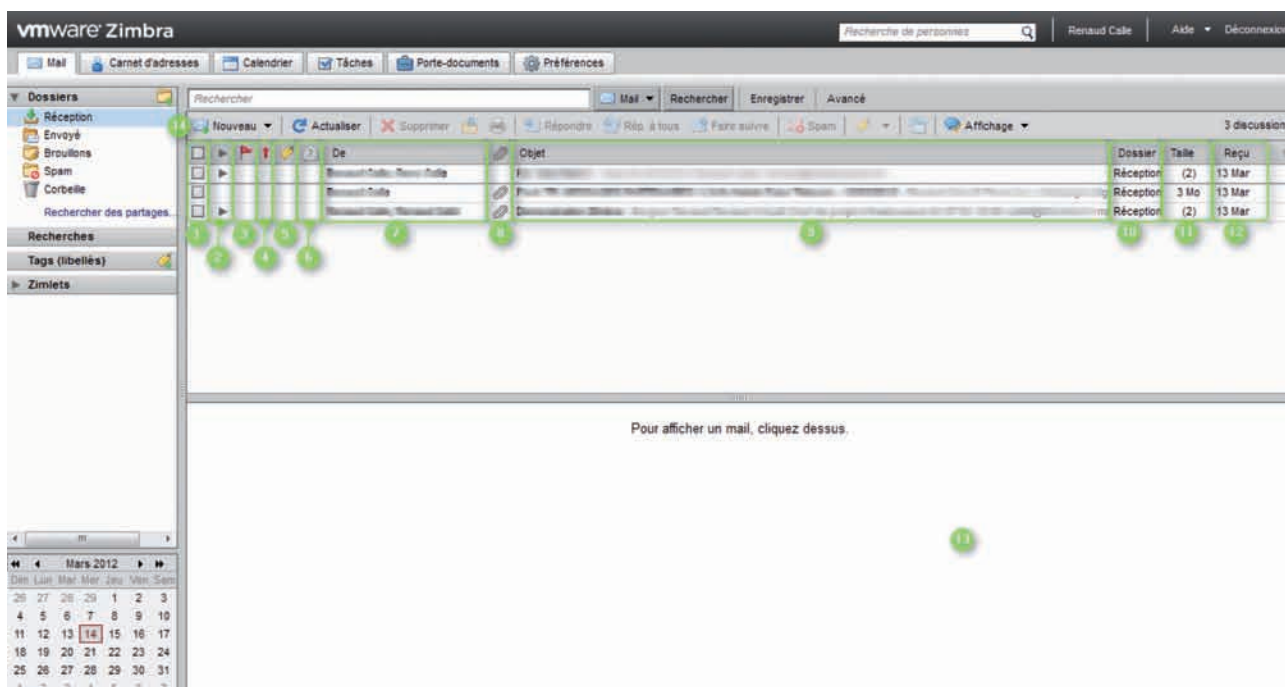 vmware Zimbra
Recherche de personnes
Renaud Calle
Aide
Déconnexion
Mail
Carnet d'adresses
Calendrier
Tâches
Porte-documents
Préférences
Dossiers
Réception
Envoyé
Brouillons
Spam
Corbeille
Rechercher des partages...
Recherches
Tags (libellés)
Zimlets
Rechercher
Mail
Rechercher
Enregistrer
Avancé
14
Nouveau
Actualiser
Supprimer
Répondre
Rép. à tous
Faire suivre
Spam
Affichage
3 discussion
De
Objet
Dossier
Taille
Reçu
Réception (2) 13 Mar
Réception 3 Mo 13 Mar
Réception (2) 13 Mar
1 2 3 4 5 6 7 8 9 10 11 12
Pour afficher un mail, cliquez dessus.
13
Mars 2012
Dim Lun Mar Mer Jeu Ven Sam
26 27 28 29 1 2 3
4 5 6 7 8 9 10
11 12 13 14 15 16 17
18 19 20 21 22 23 24
25 26 27 28 29 30 31